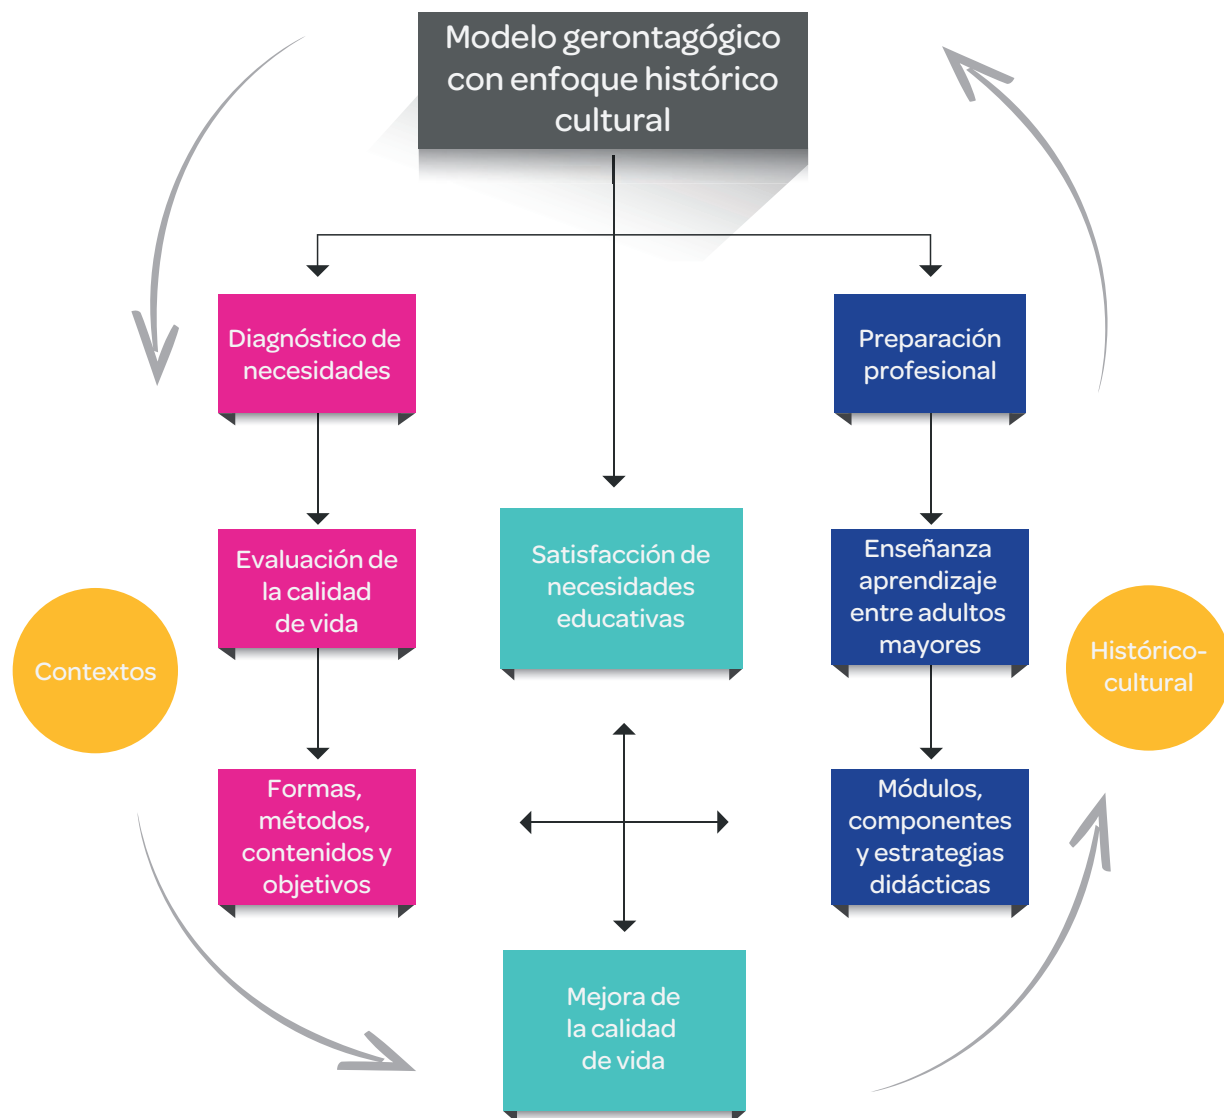 Modelo gerontagógico
con enfoque histórico
cultural
Diagnóstico de
necesidades
Preparación
profesional
Evaluación de
la calidad
de vida
Satisfacción de
necesidades
educativas
Enseñanza
aprendizaje
entre adultos
mayores
Contextos
Histórico-
cultural
Formas,
métodos,
contenidos y
objetivos
Módulos,
componentes
y estrategias
didácticas
Mejora de
la calidad
de vida